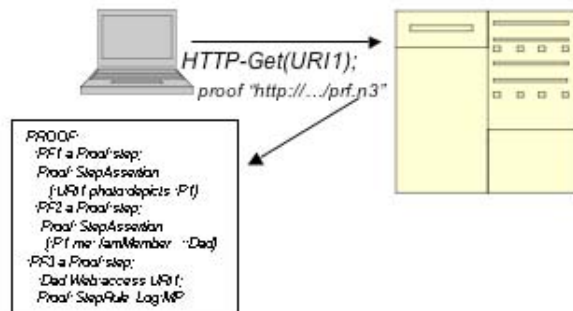 HTTP-Get(URI1);
proof "http://.../prf.n3"
PROOF:
:PF1 a Proof:step;
Proof:StepAssertion
{:URI1 photo:depicts :P1}
:PF2 a Proof:step;
Proof:StepAssertion
{:P1 me: famMember :Dad}
:PF3 a Proof:step;
:Dad Web:access URI1;
Proof:StepRule Log:MP